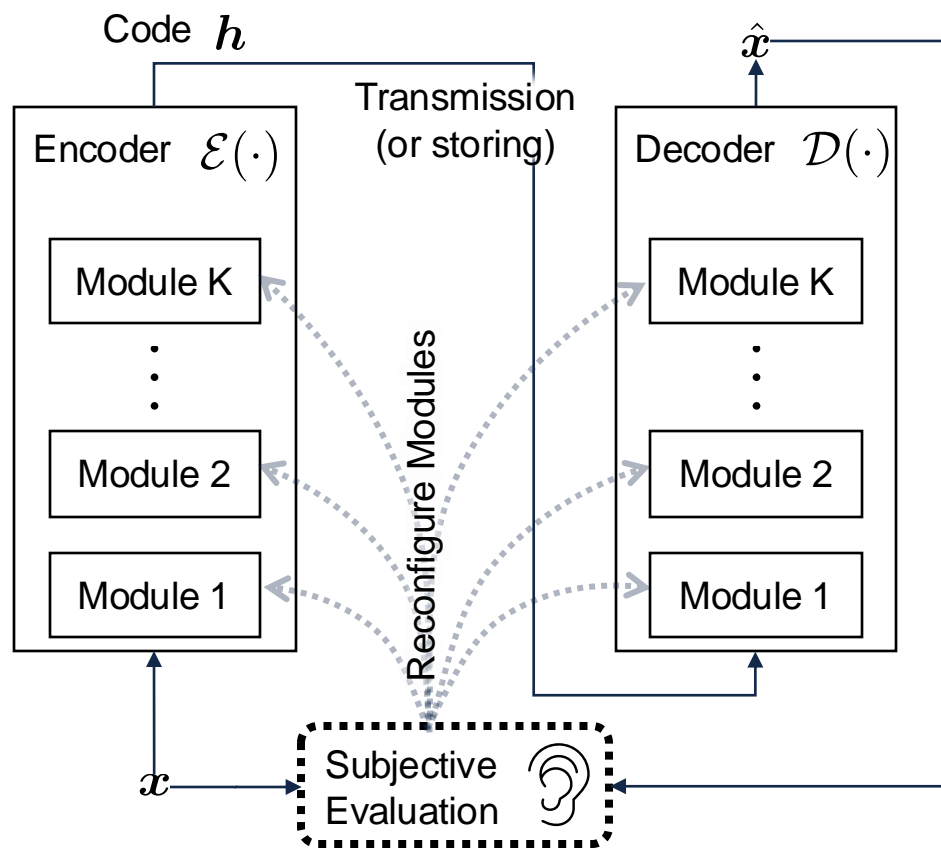 Code h
x̂
Transmission
(or storing)
Encoder ℰ(·)
Decoder 𝒟(·)
Module K
Module K
Reconfigure Modules
Module 2
Module 2
Module 1
Module 1
x
Subjective
Evaluation